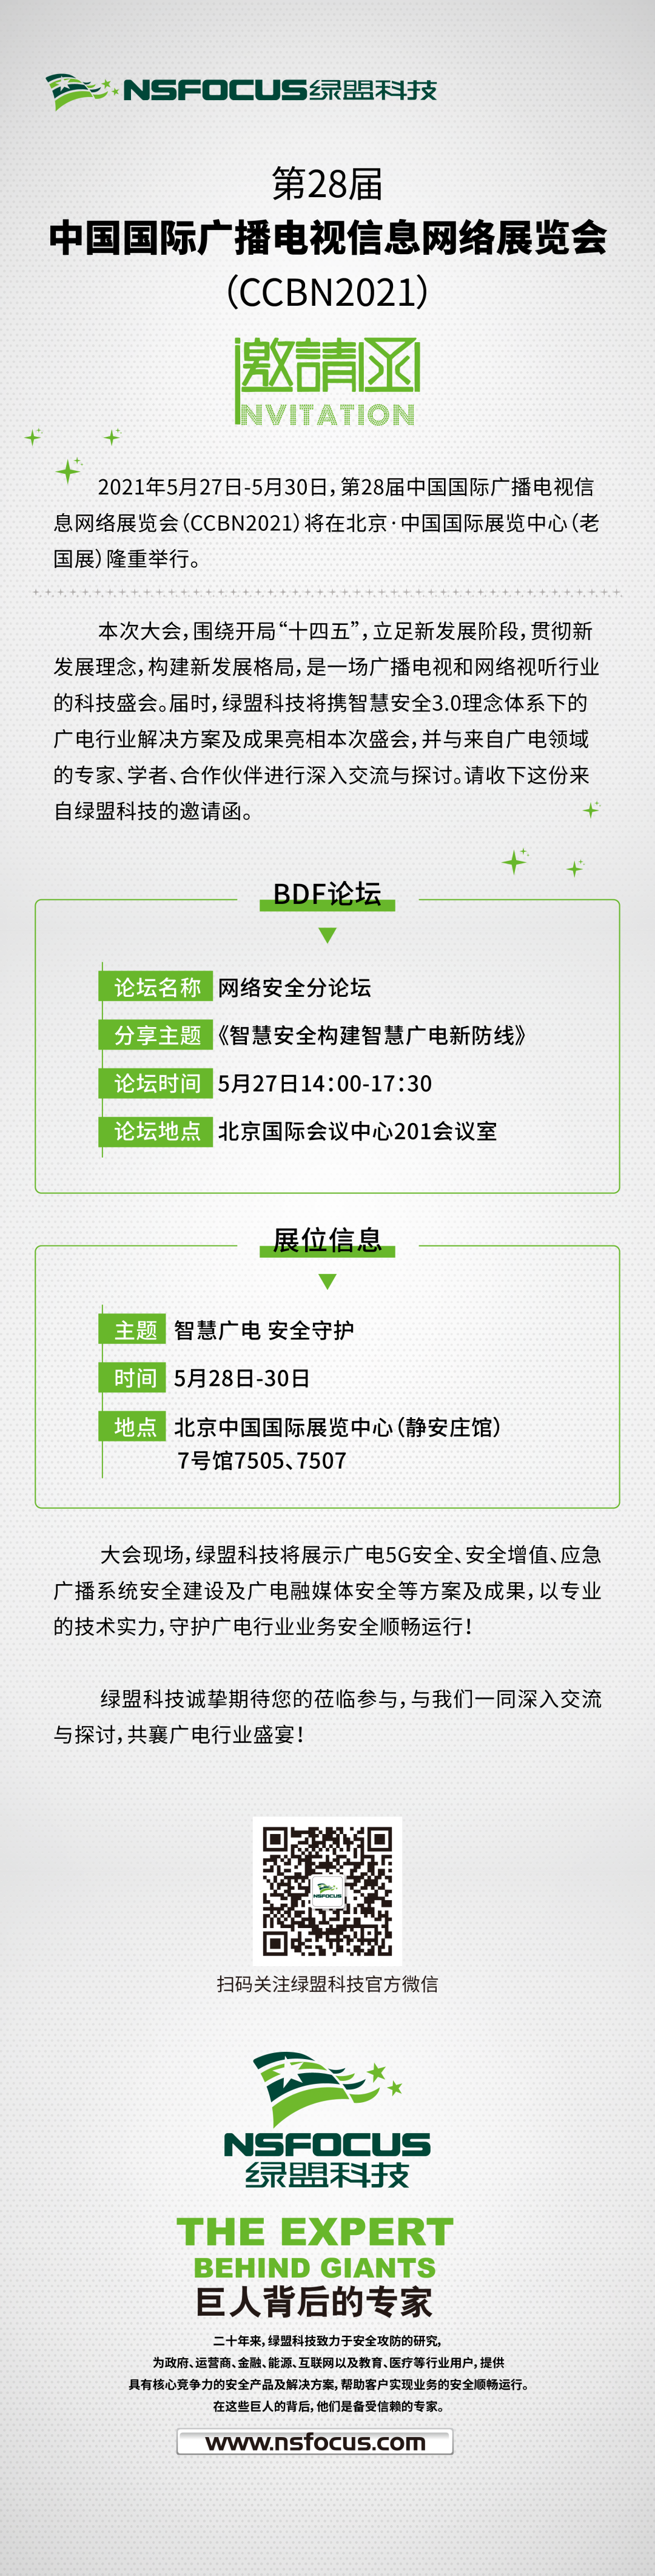 NSFOCUS绿盟科技
第28届
中国国际广播电视信息网络展览会
（CCBN2021）
邀請函
INVITATION
2021年5月27日-5月30日，第28届中国国际广播电视信
息网络展览会（CCBN2021）将在北京·中国国际展览中心（老
国展）隆重举行。
本次大会，围绕开局“十四五”，立足新发展阶段，贯彻新
发展理念，构建新发展格局，是一场广播电视和网络视听行业
的科技盛会。届时，绿盟科技将携智慧安全3.0理念体系下的
广电行业解决方案及成果亮相本次盛会，并与来自广电领域
的专家、学者、合作伙伴进行深入交流与探讨。请收下这份来
自绿盟科技的邀请函。
BDF论坛
论坛名称 网络安全分论坛
分享主题 《智慧安全构建智慧广电新防线》
论坛时间 5月27日14：00-17：30
论坛地点 北京国际会议中心201会议室
展位信息
主题 智慧广电 安全守护
时间 5月28日-30日
地点 北京中国国际展览中心（静安庄馆）
7号馆7505、7507
大会现场，绿盟科技将展示广电5G安全、安全增值、应急
广播系统安全建设及广电融媒体安全等方案及成果，以专业
的技术实力，守护广电行业业务安全顺畅运行！
绿盟科技诚挚期待您的莅临参与，与我们一同深入交流
与探讨，共襄广电行业盛宴！
NSFOCUS
扫码关注绿盟科技官方微信
NSFOCUS
绿盟科技
THE EXPERT
BEHIND GIANTS
巨人背后的专家
二十年来，绿盟科技致力于安全攻防的研究，
为政府、运营商、金融、能源、互联网以及教育、医疗等行业用户，提供
具有核心竞争力的安全产品及解决方案，帮助客户实现业务的安全顺畅运行。
在这些巨人的背后，他们是备受信赖的专家。
www.nsfocus.com